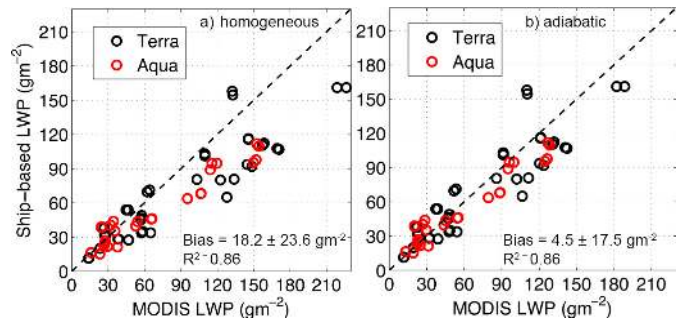 a) homogeneous
b) adiabatic
Terra
Aqua
Terra
Aqua
Ship-based LWP (gm−2)
210
180
150
120
90
60
30
0
210
180
150
120
90
60
30
0
Bias = 18.2 ± 23.6 gm−2
R2= 0.86
Bias = 4.5 ± 17.5 gm−2
R2= 0.86
0 30 60 90 120 150 180 210
0 30 60 90 120 150 180 210
MODIS LWP (gm−2)
MODIS LWP (gm−2)